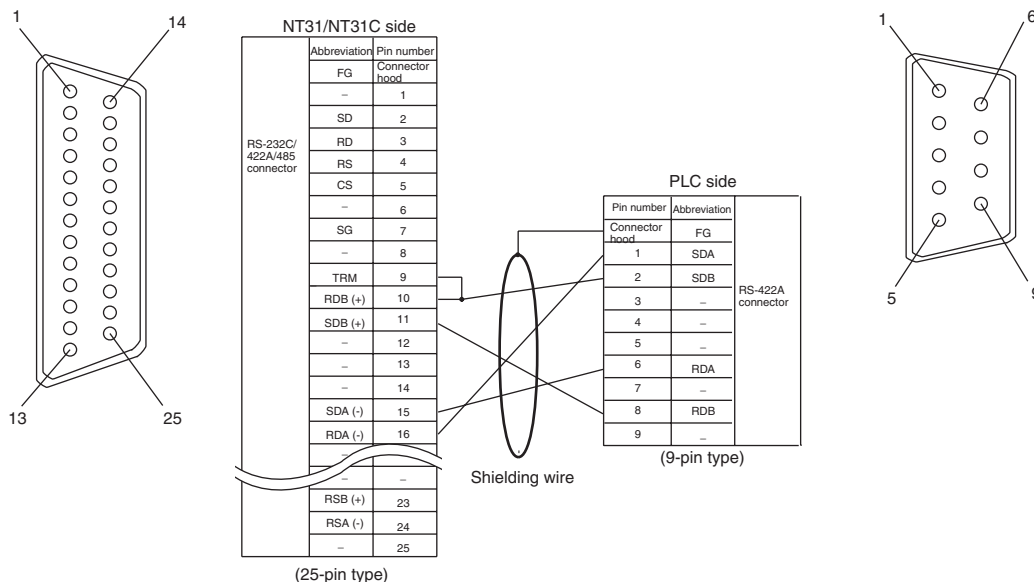 1
14
13
25
NT31/NT31C side
Abbreviation Pin number
RS-232C/
422A/485
connector
FG Connector
hood
– 1
SD 2
RD 3
RS 4
CS 5
– 6
SG 7
– 8
TRM 9
RDB (+) 10
SDB (+) 11
– 12
– 13
– 14
SDA (-) 15
RDA (-) 16
–
– –
RSB (+) 23
RSA (-) 24
– 25
(25-pin type)
Shielding wire
PLC side
Pin number Abbreviation
Connector
hood FG
1 SDA
2 SDB
3 –
4 –
5 –
6 RDA
7 –
8 RDB
9 –
RS-422A
connector
(9-pin type)
1
6
5
9